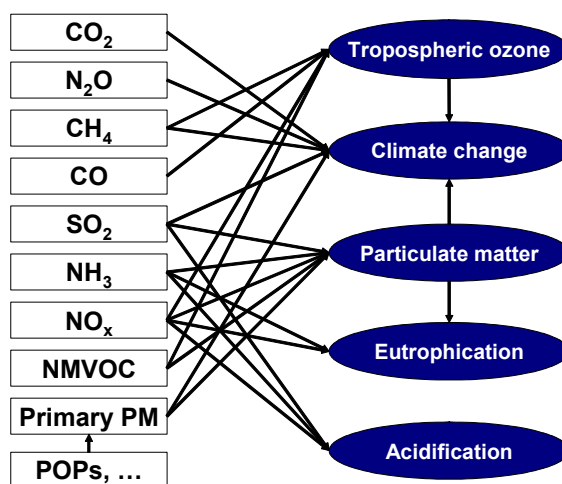 CO₂
N₂O
CH₄
CO
SO₂
NH₃
NOₓ
NMVOC
Primary PM
POPs, ...
Tropospheric ozone
Climate change
Particulate matter
Eutrophication
Acidification